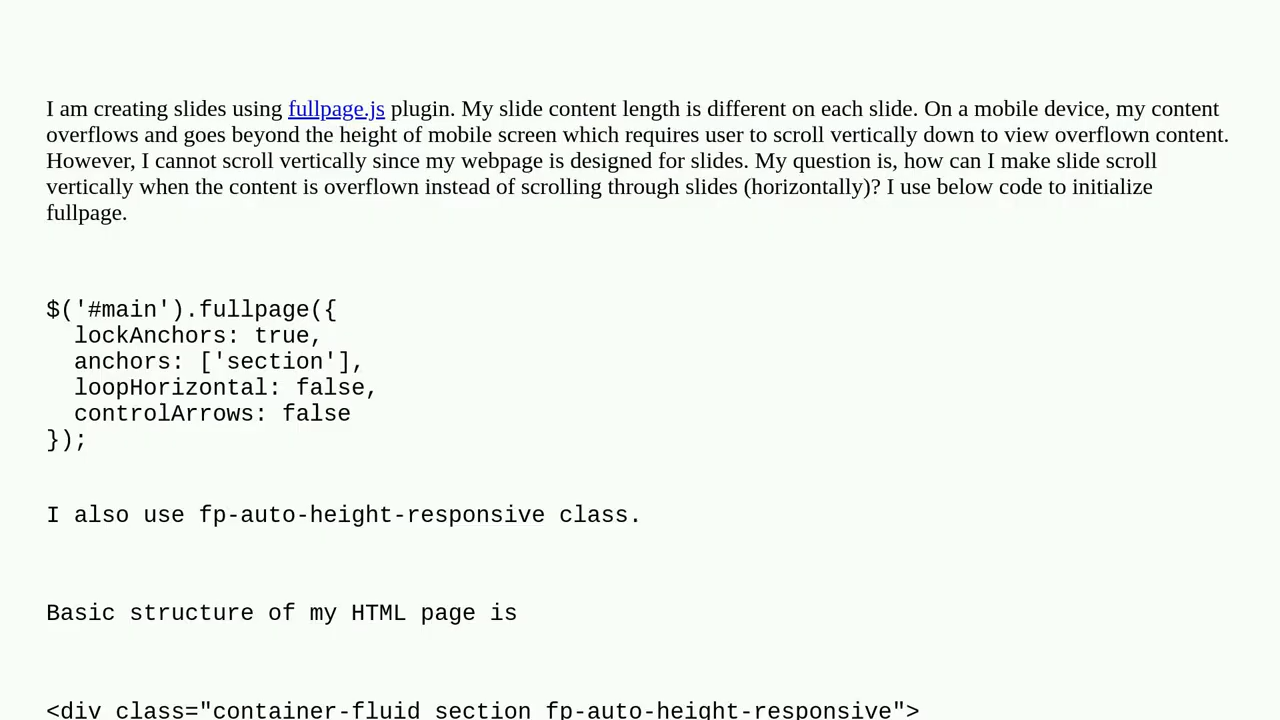 I am creating slides using fullpage.js plugin. My slide content length is different on each slide. On a mobile device, my content
overflows and goes beyond the height of mobile screen which requires user to scroll vertically down to view overflown content.
However, I cannot scroll vertically since my webpage is designed for slides. My question is, how can I make slide scroll
vertically when the content is overflown instead of scrolling through slides (horizontally)? I use below code to initialize
fullpage.
$('#main').fullpage({
  lockAnchors: true,
  anchors: ['section'],
  loopHorizontal: false,
  controlArrows: false
});
I also use fp-auto-height-responsive class.
Basic structure of my HTML page is
<div class="container-fluid section fp-auto-height-responsive">